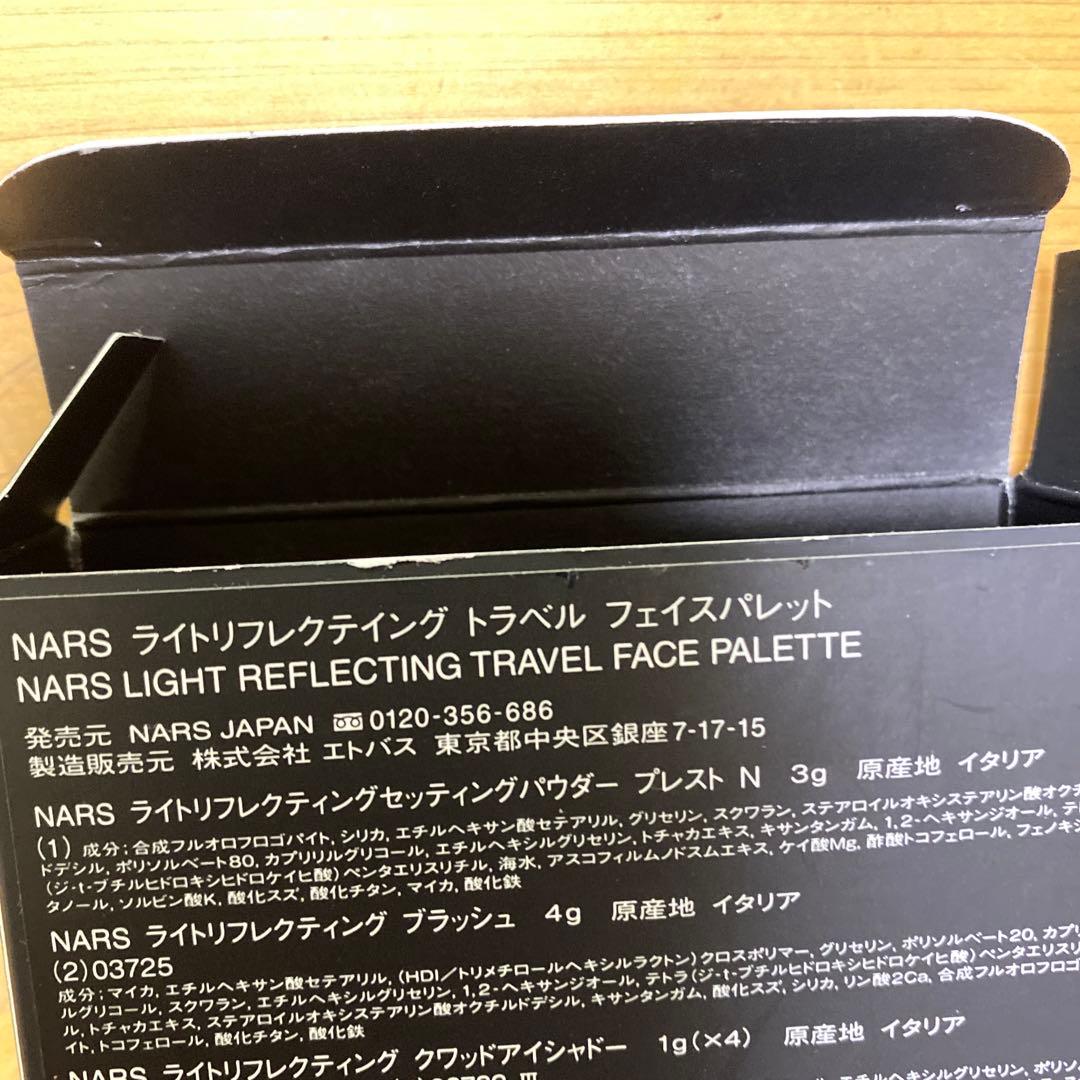 NARS ライトリフレクテイング トラベル フェイスパレット
NARS LIGHT REFLECTING TRAVEL FACE PALETTE
発売元 NARS JAPAN 0120-356-686
製造販売元 株式会社 エトバス 東京都中央区銀座7-17-15
NARS ライトリフレクティングセッティングパウダー プレスト N 3g 原産地 イタリア
(1) 成分;合成フルオロフロゴパイト, シリカ, エチルヘキサン酸セテアリル, グリセリン, スクワラン, ステアロイルオキシステアリン酸オクチ
ドデシル, ポリソルベート80, カプリリルグリコール, エチルヘキシルグリセリン, トチャカエキス, キサンタンガム, 1,2-ヘキサンジオール, テ
(ジ-t-ブチルヒドロキシヒドロケイヒ酸)ペンタエリスリチル, 海水, アスコフィルムノドスムエキス, ケイ酸Mg, 酢酸トコフェロール, フェノキシ
タノール, ソルビン酸K, 酸化スズ, 酸化チタン, マイカ, 酸化鉄
NARS ライトリフレクティング ブラッシュ 4g 原産地 イタリア
(2)03725
成分;マイカ, エチルヘキサン酸セテアリル, (HDI/トリメチロールヘキシルラクトン)クロスポリマー, グリセリン, ポリソルベート20, カプリ
ルグリコール, スクワラン, エチルヘキシルグリセリン, 1,2-ヘキサンジオール, テトラ(ジ-t-ブチルヒドロキシヒドロケイヒ酸)ペンタエリスリ
ル, トチャカエキス, ステアロイルオキシステアリン酸オクチルドデシル, キサンタンガム, 酸化スズ, シリカ, リン酸2Ca, 合成フルオロフロゴ
イト, トコフェロール, 酸化チタン, 酸化鉄
NARS ライトリフレクティング クワッドアイシャドー 1g(×4) 原産地 イタリア